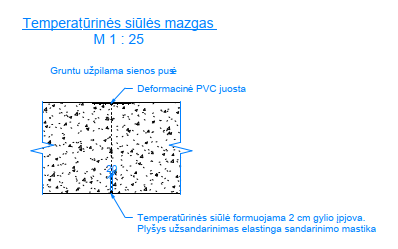 Temperatūrinės siūlės mazgas
M 1 : 25
Gruntu užpilama sienos pusė
Deformacinė PVC juosta
Temperatūrinės siūlė formuojama 2 cm gylio įpjova.
Plyšys užsandarinimas elastinga sandarinimo mastika